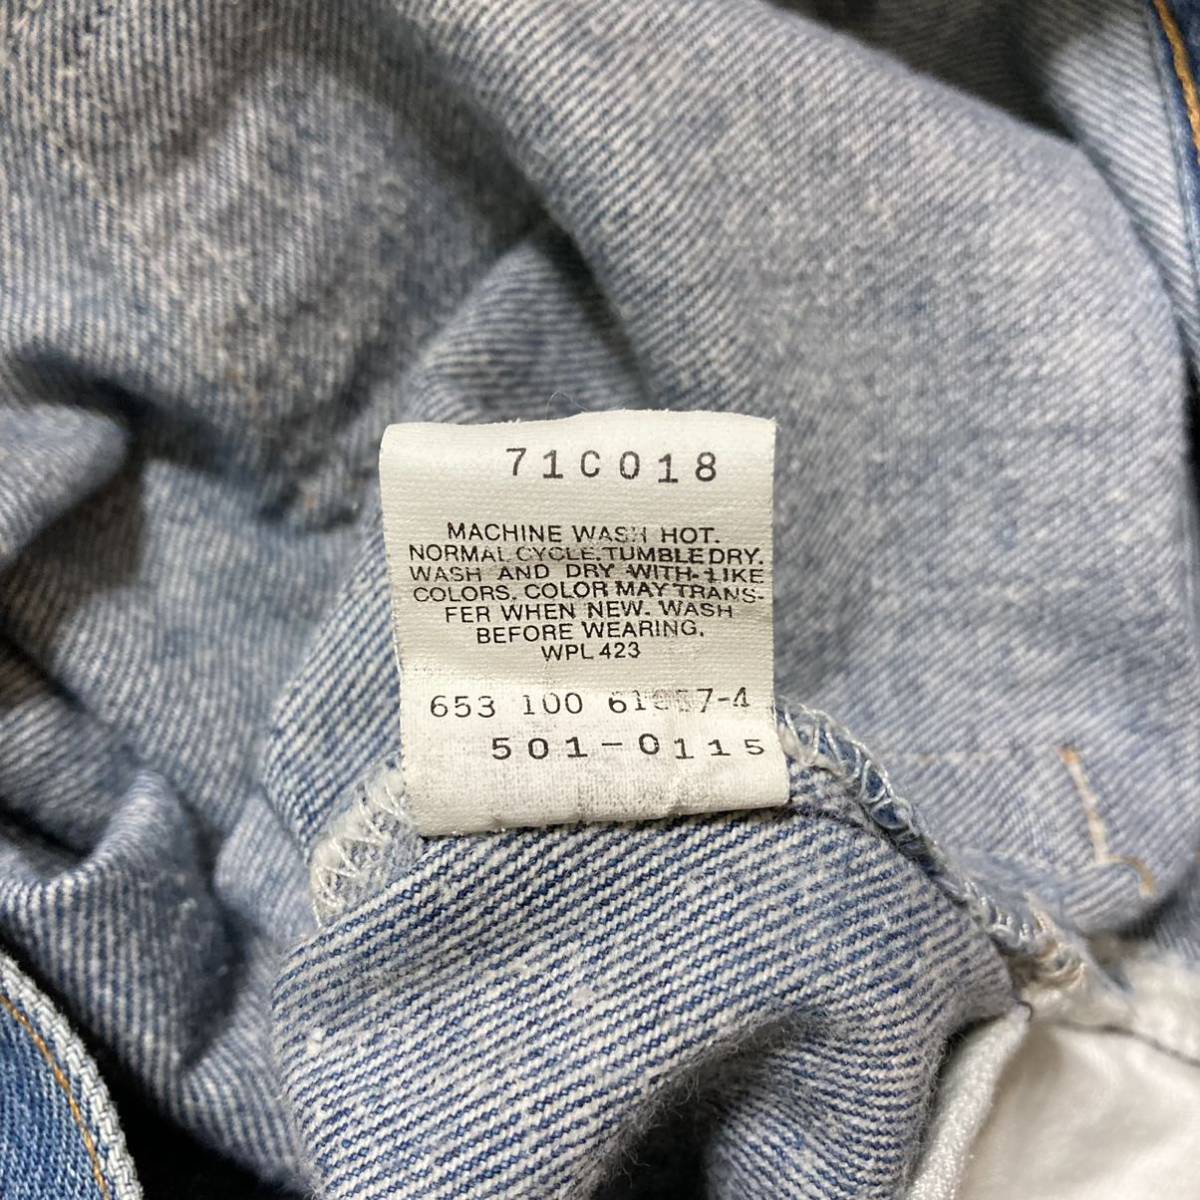 71C018
MACHINE WASH HOT.
NORMAL CYCLE. TUMBLE DRY.
WASH AND DRY WITH LIKE
COLORS. COLOR MAY TRANS-
FER WHEN NEW. WASH
BEFORE WEARING.
WPL 423
653 100
501-0115